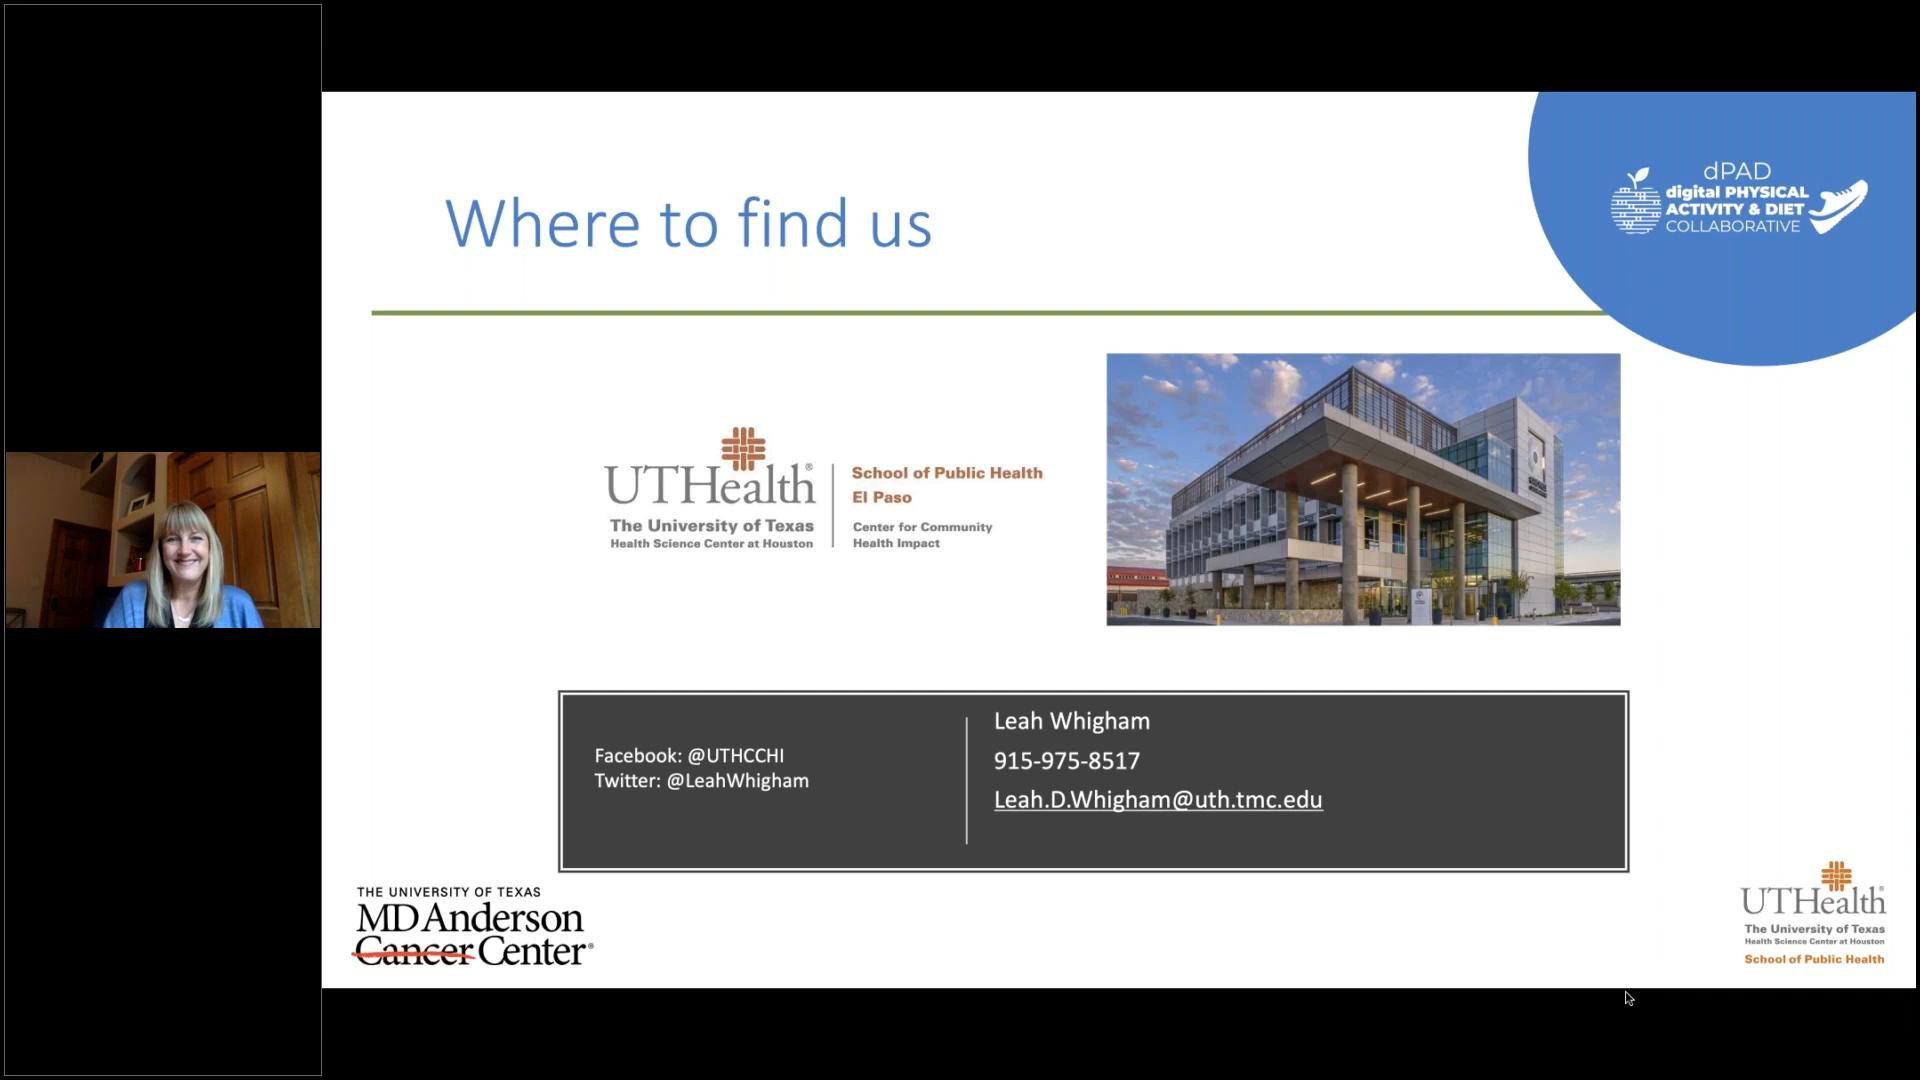 Where to find us
dPAD
digital PHYSICAL
ACTIVITY & DIET
COLLABORATIVE
UTHealth®
The University of Texas
Health Science Center at Houston
School of Public Health
El Paso
Center for Community
Health Impact
Facebook: @UTHCCHI
Twitter: @LeahWhigham
Leah Whigham
915-975-8517
Leah.D.Whigham@uth.tmc.edu
THE UNIVERSITY OF TEXAS
MD Anderson
Cancer Center®
UTHealth®
The University of Texas
Health Science Center at Houston
School of Public Health